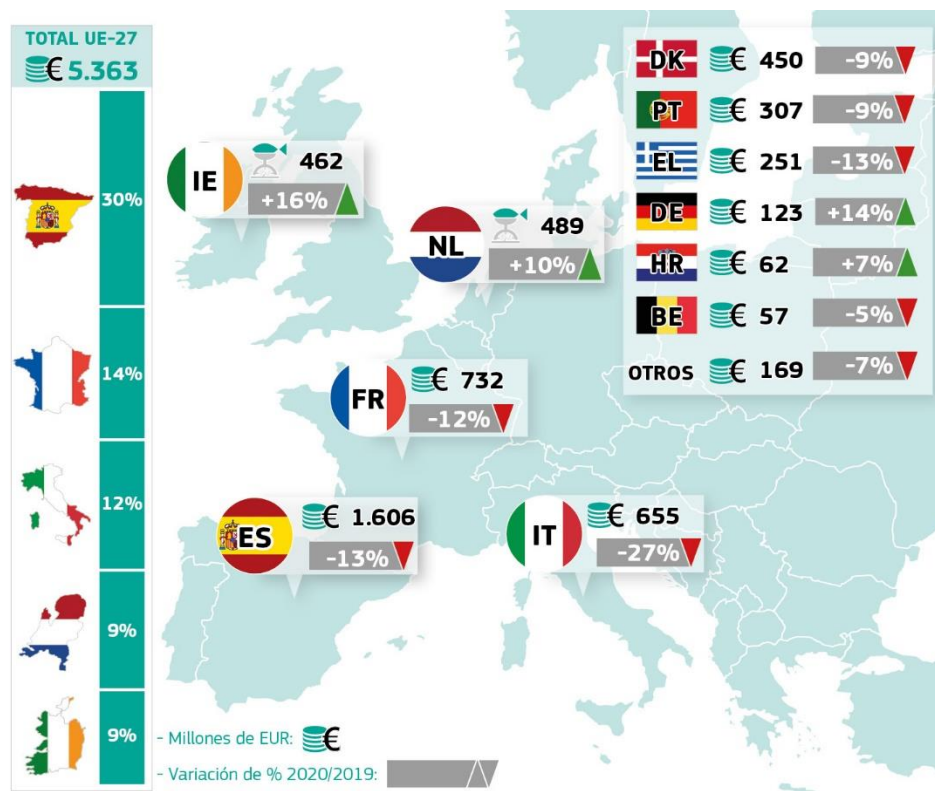 TOTAL UE-27
€ 5.363
30%
14%
12%
9%
9%
IE
462
+16%
NL
489
+10%
FR
€ 732
-12%
ES
€ 1.606
-13%
IT
€ 655
-27%
DK € 450 -9%
PT € 307 -9%
EL € 251 -13%
DE € 123 +14%
HR € 62 +7%
BE € 57 -5%
OTROS € 169 -7%
- Millones de EUR: €
- Variación de % 2020/2019: